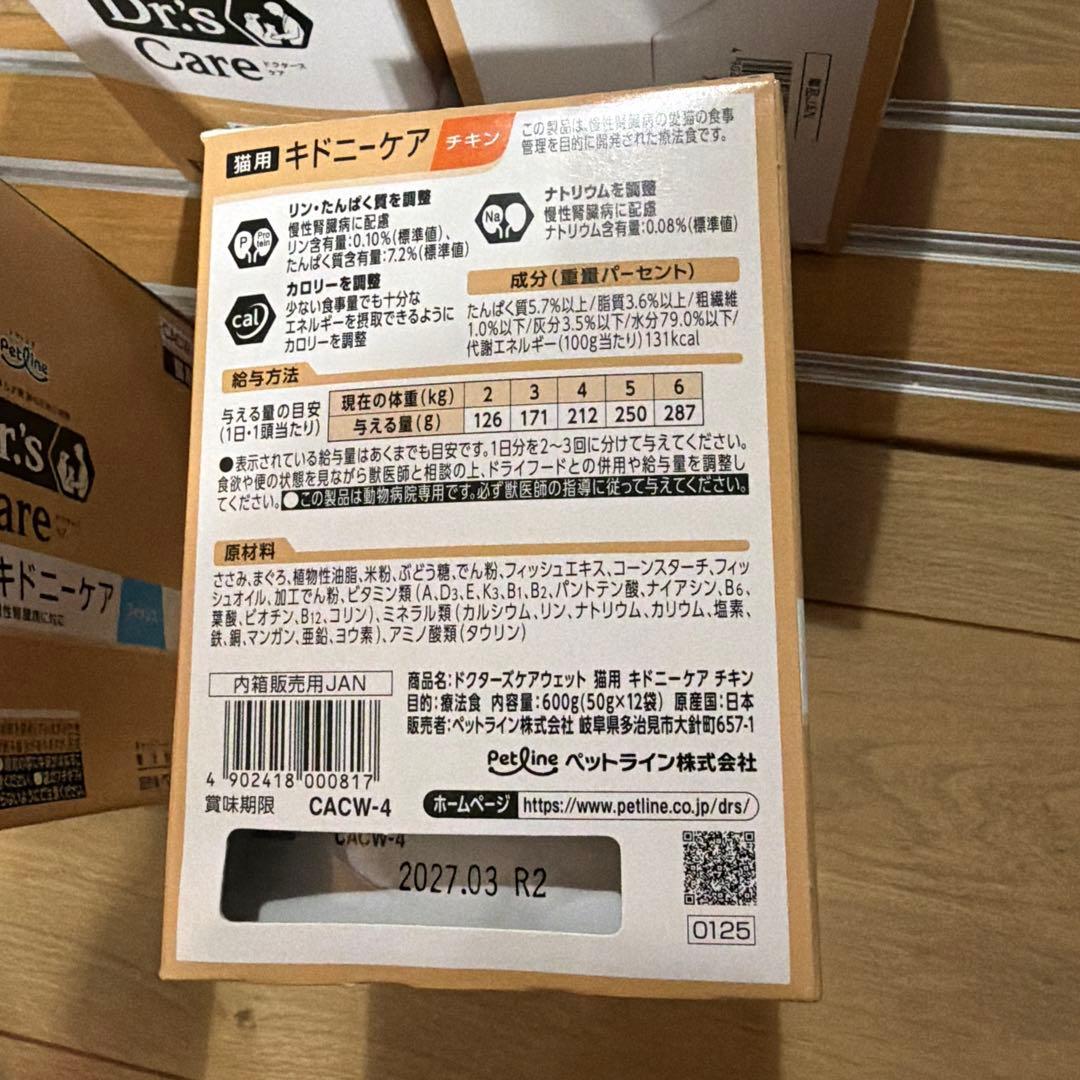 Dr.'s
Care
ドクターズ
ケア
猫用 キドニーケア チキン
この製品は、慢性腎臓病の愛猫の食事
管理を目的に開発された療法食です。
P Protein
リン・たんぱく質を調整
慢性腎臓病に配慮
リン含有量:0.10%(標準値)、
たんぱく質含有量:7.2%(標準値)
Na
ナトリウムを調整
慢性腎臓病に配慮
ナトリウム含有量:0.08%(標準値)
cal
カロリーを調整
少ない食事量でも十分な
エネルギーを摂取できるように
カロリーを調整
成分(重量パーセント)
たんぱく質5.7%以上/脂質3.6%以上/粗繊維
1.0%以下/灰分3.5%以下/水分79.0%以下/
代謝エネルギー(100g当たり)131kcal
給与方法
与える量の目安
(1日・1頭当たり)
現在の体重(kg) 2 3 4 5 6
与える量(g) 126 171 212 250 287
●表示されている給与量はあくまでも目安です。1日分を2~3回に分けて与えてください。
食欲や便の状態を見ながら獣医師と相談の上、ドライフードとの併用や給与量を調整し
てください。●この製品は動物病院専用です。必ず獣医師の指導に従って与えてください。
原材料
ささみ、まぐろ、植物性油脂、米粉、ぶどう糖、でん粉、フィッシュエキス、コーンスターチ、フィッ
シュオイル、加工でん粉、ビタミン類(A、D3、E、K3、B1、B2、パントテン酸、ナイアシン、B6、
葉酸、ビオチン、B12、コリン)、ミネラル類(カルシウム、リン、ナトリウム、カリウム、塩素、
鉄、銅、マンガン、亜鉛、ヨウ素)、アミノ酸類(タウリン)
内箱販売用JAN
4 902418 000817
商品名:ドクターズケアウェット 猫用 キドニーケア チキン
目的:療法食 内容量:600g(50g×12袋) 原産国:日本
販売者:ペットライン株式会社 岐阜県多治見市大針町657-1
Petline ペットライン株式会社
賞味期限 CACW-4
ホームページ https://www.petline.co.jp/drs/
CACW-4
2027.03 R2
0125
Petline
r.'s
are
キドニーケア